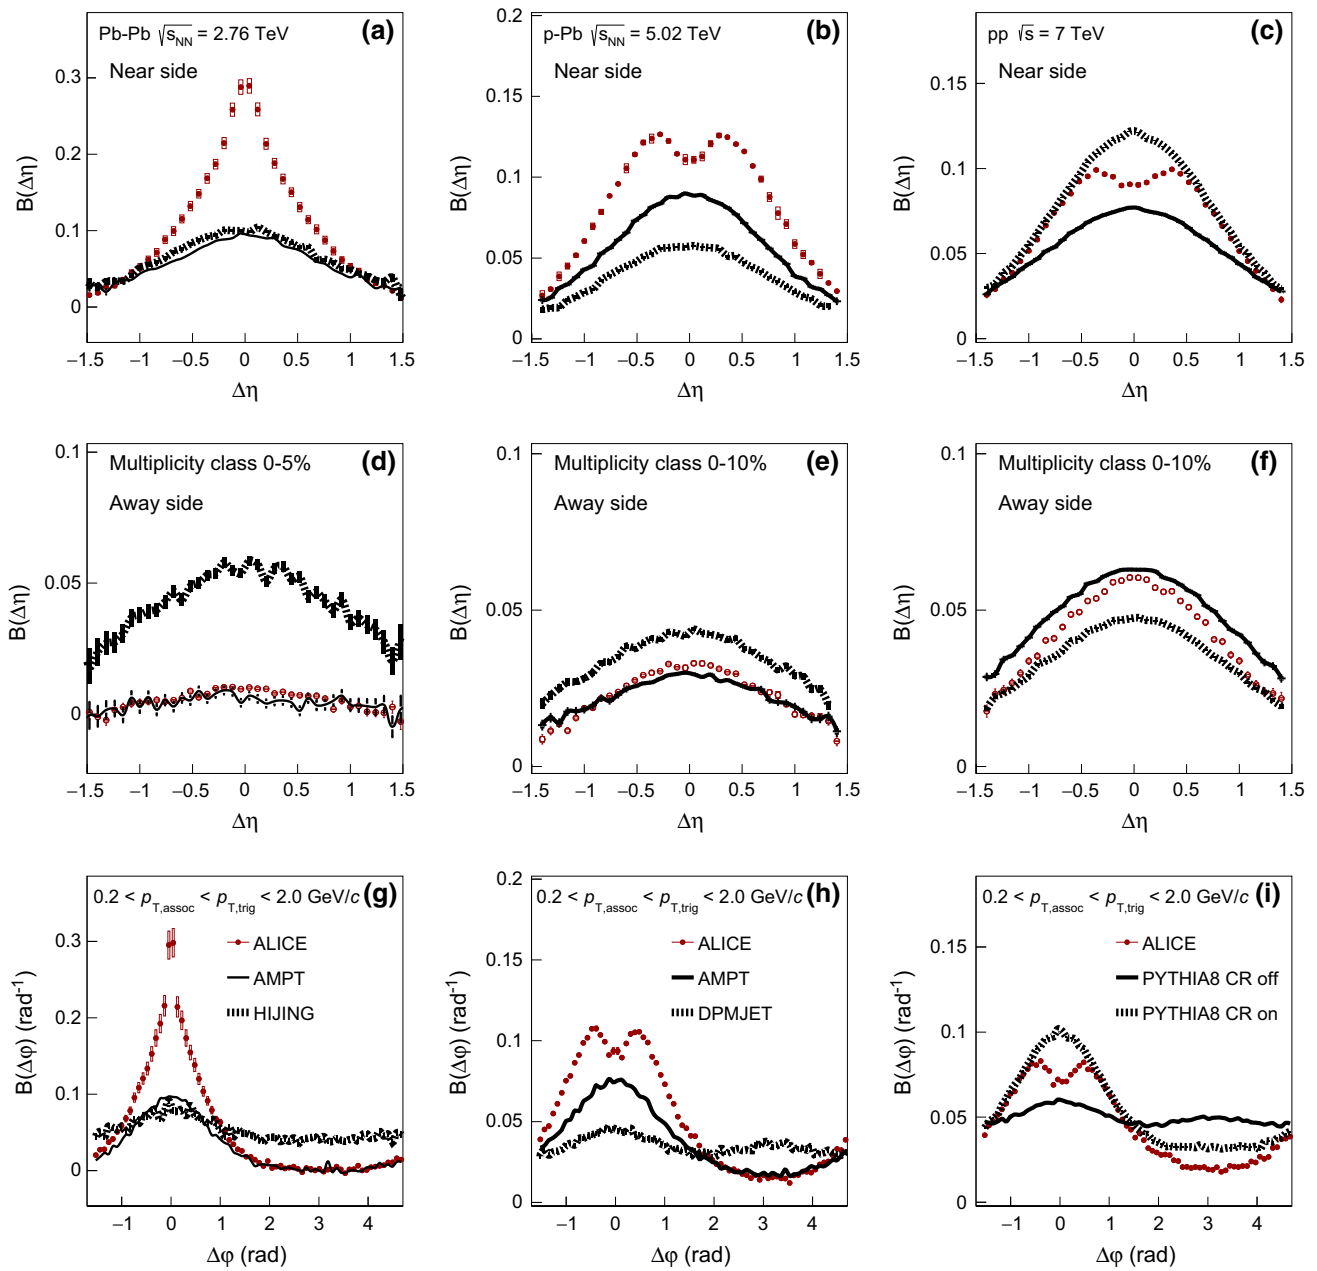 Pb-Pb √sNN = 2.76 TeV (a)
Near side
0.3
0.2
0.1
0
B(Δη)
−1.5 −1 −0.5 0 0.5 1 1.5
Δη
p-Pb √sNN = 5.02 TeV (b)
Near side
0.2
0.15
0.1
0.05
0
B(Δη)
−1.5 −1 −0.5 0 0.5 1 1.5
Δη
pp √s = 7 TeV (c)
Near side
0.15
0.1
0.05
0
B(Δη)
−1.5 −1 −0.5 0 0.5 1 1.5
Δη
Multiplicity class 0-5% (d)
Away side
0.1
0.05
0
B(Δη)
−1.5 −1 −0.5 0 0.5 1 1.5
Δη
Multiplicity class 0-10% (e)
Away side
0.1
0.05
0
B(Δη)
−1.5 −1 −0.5 0 0.5 1 1.5
Δη
Multiplicity class 0-10% (f)
Away side
0.1
0.05
0
B(Δη)
−1.5 −1 −0.5 0 0.5 1 1.5
Δη
0.2 < pT,assoc < pT,trig < 2.0 GeV/c (g)
ALICE
AMPT
HIJING
0.3
0.2
0.1
0
B(Δφ) (rad-1)
−1 0 1 2 3 4
Δφ (rad)
0.2 < pT,assoc < pT,trig < 2.0 GeV/c (h)
ALICE
AMPT
DPMJET
0.2
0.15
0.1
0.05
0
B(Δφ) (rad-1)
−1 0 1 2 3 4
Δφ (rad)
0.2 < pT,assoc < pT,trig < 2.0 GeV/c (i)
ALICE
PYTHIA8 CR off
PYTHIA8 CR on
0.15
0.1
0.05
0
B(Δφ) (rad-1)
−1 0 1 2 3 4
Δφ (rad)